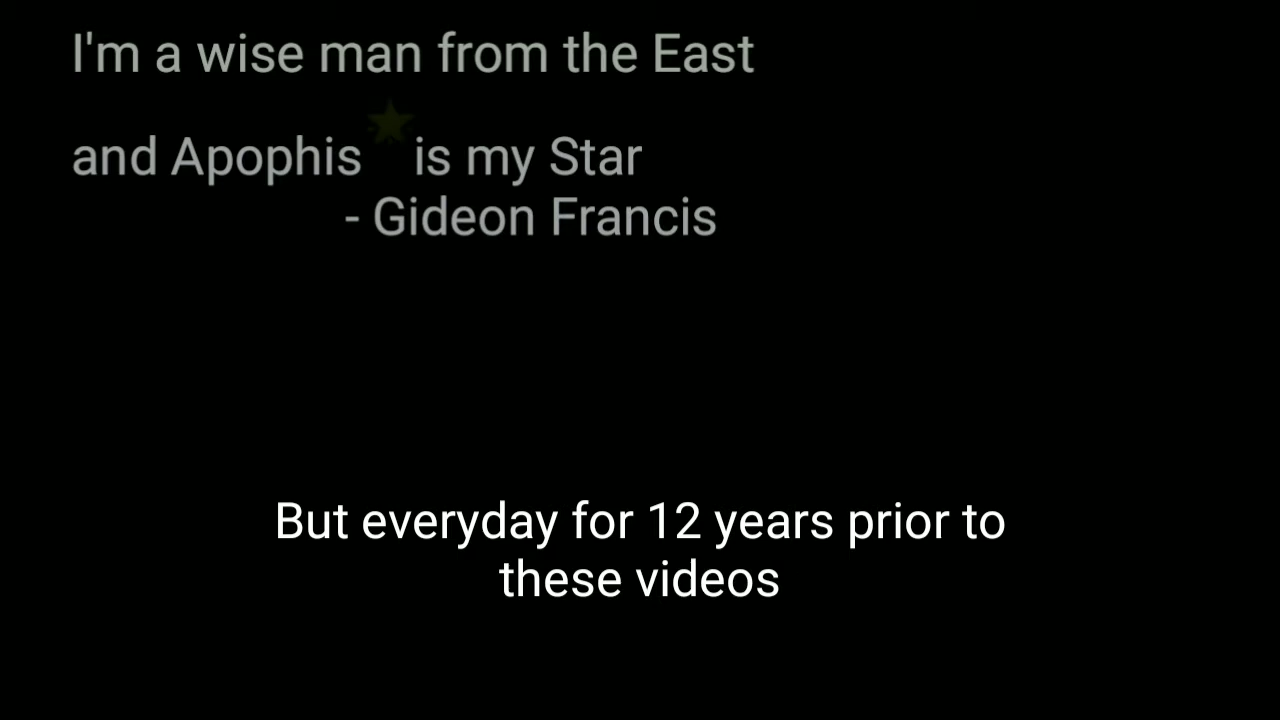 I'm a wise man from the East
and Apophis is my Star
- Gideon Francis
But everyday for 12 years prior to
these videos